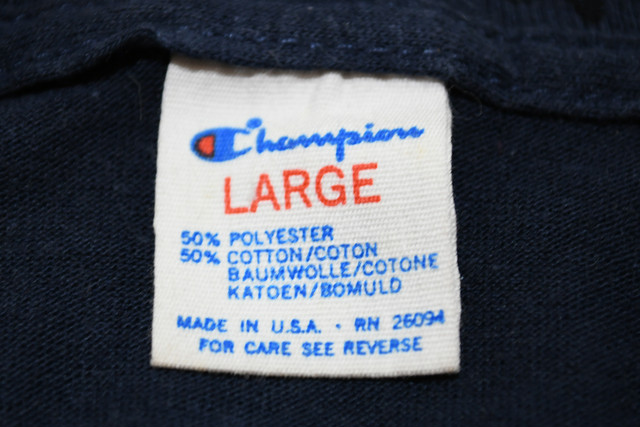 Champion
LARGE
50% POLYESTER
50% COTTON/COTON
BAUMWOLLE/COTONE
KATOEN/BOMULD
MADE IN U.S.A. · RN 26094
FOR CARE SEE REVERSE